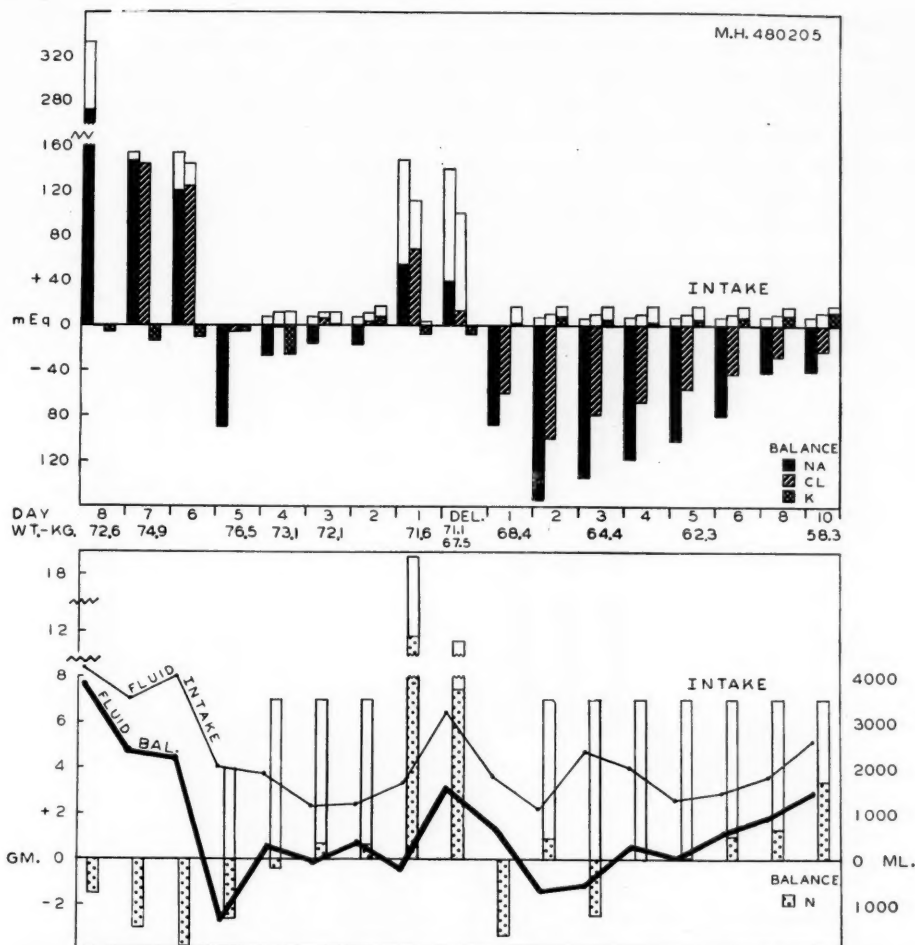 M.H. 480205
320
280
160
120
80
+ 40
mEq 0
- 40
80
120
INTAKE
BALANCE
NA
CL
K
DAY 8 7 6 5 4 3 2 1 DEL. 1 2 3 4 5 6 8 10
WT.-KG. 72,6 74,9 76,5 73,1 72,1 71,6 71,1 67,5 68,4 64,4 62,3 58,3
18
12
8
6
4
+ 2
GM. 0
- 2
FLUID INTAKE
FLUID BAL.
INTAKE
4000
3000
2000
1000
0 ML.
1000
BALANCE
N